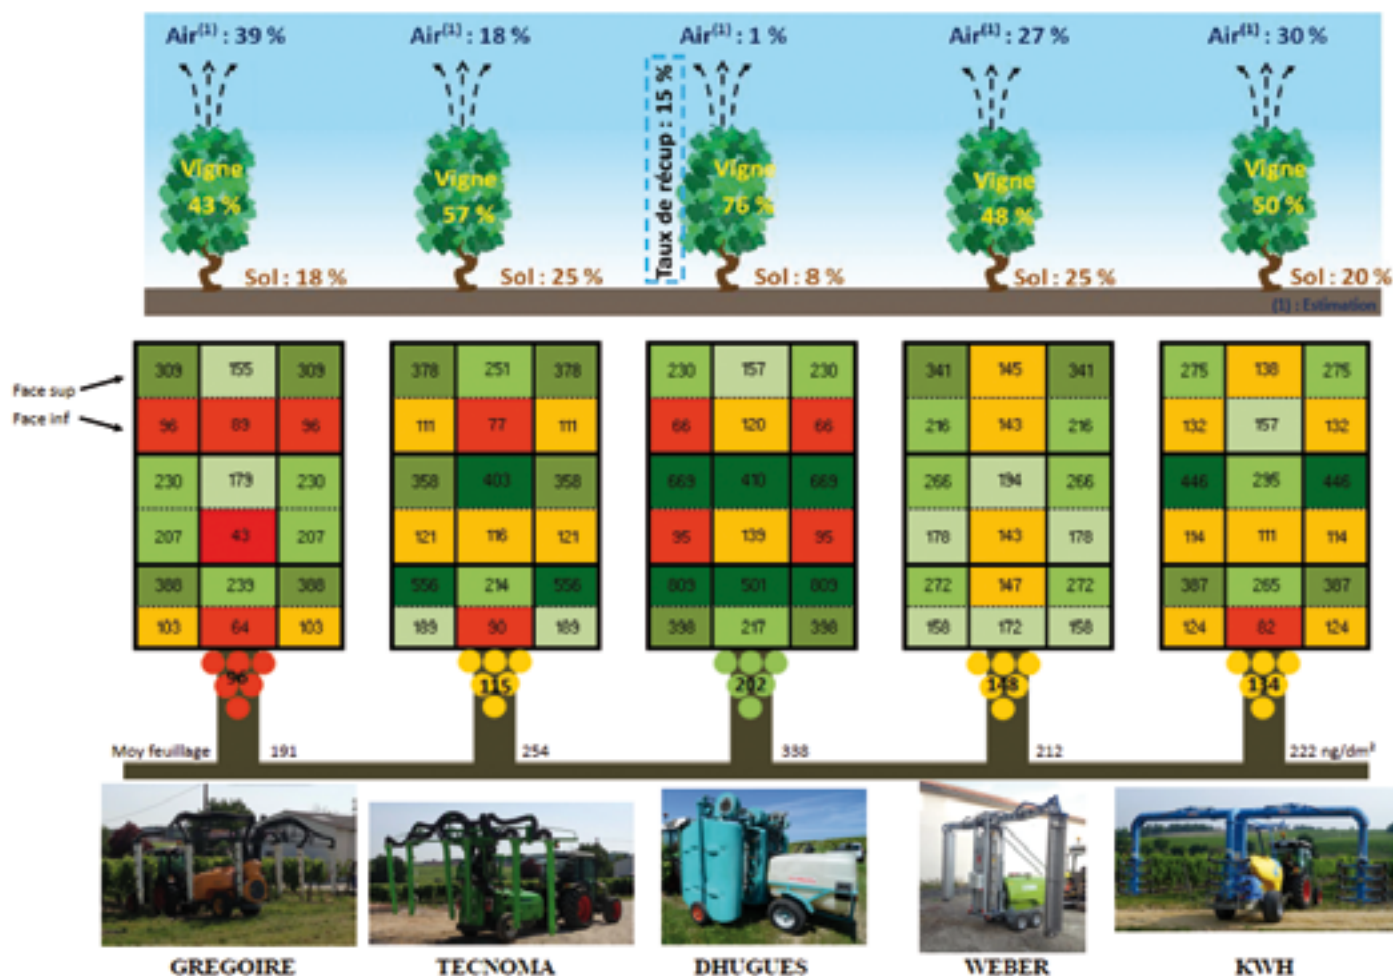 Air(1) : 39 %
Air(1) : 18 %
Air(1) : 1 %
Air(1) : 27 %
Air(1) : 30 %
Taux de récup : 15 %
Vigne
43 %
Vigne
57 %
Vigne
76 %
Vigne
48 %
Vigne
50 %
Sol : 18 %
Sol : 25 %
Sol : 8 %
Sol : 25 %
Sol : 20 %
(1) : Estimation
Face sup
Face inf
309 155 309
96 89 96
230 179 230
207 43 207
388 239 388
103 64 103
378 251 378
111 77 111
358 403 358
121 116 121
556 214 556
189 90 189
230 157 230
66 120 66
669 410 669
95 139 95
809 501 809
398 217 398
341 145 341
216 143 216
266 194 266
178 143 178
272 147 272
158 172 158
275 138 275
132 157 132
446 295 446
114 111 114
387 265 387
124 82 124
96
115
202
148
134
Moy feuillage 191 254 338 212 222 ng/dm²
GREGOIRE
TECNOMA
DHUGUES
WEBER
KWH